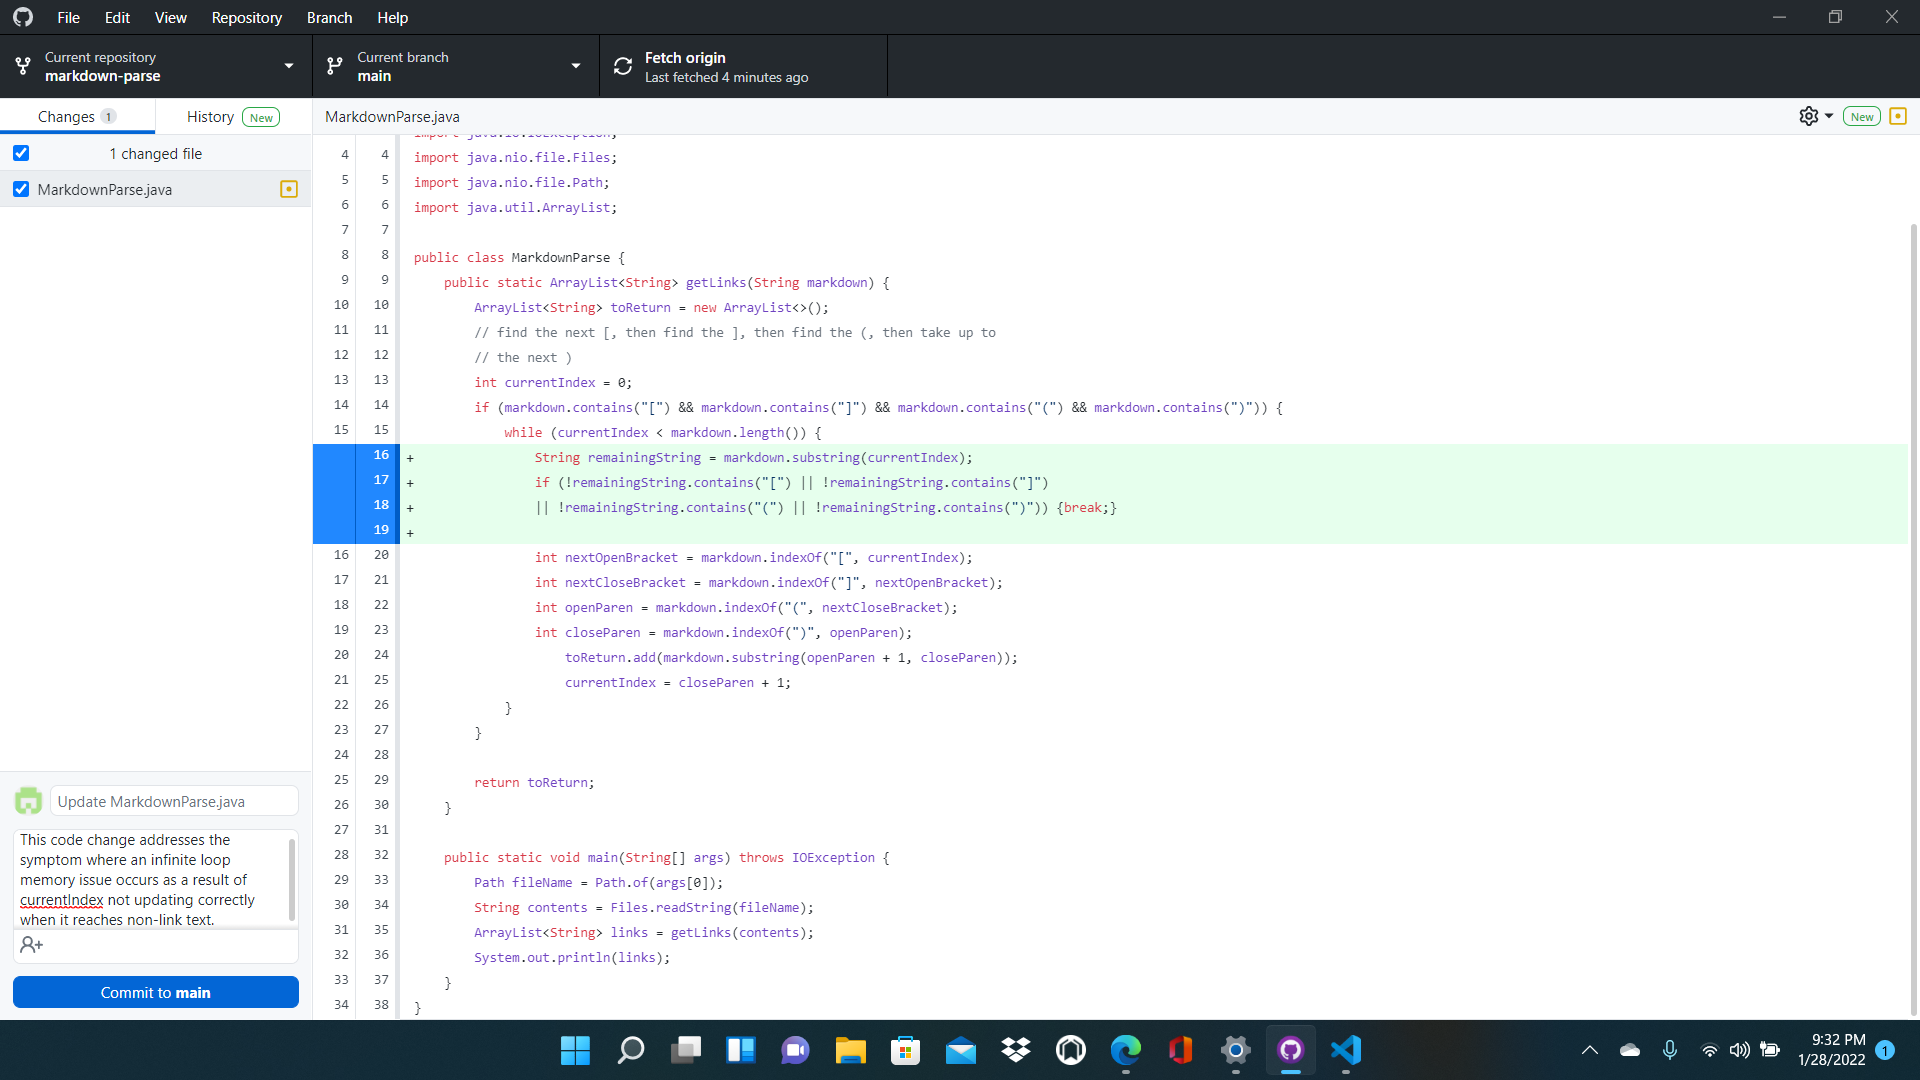 File Edit View Repository Branch Help
Current repository
markdown-parse
Current branch
main
Fetch origin
Last fetched 4 minutes ago
Changes 1
History New
MarkdownParse.java
New
1 changed file
MarkdownParse.java
import java.io.IOException;
4 4 import java.nio.file.Files;
5 5 import java.nio.file.Path;
6 6 import java.util.ArrayList;
7 7
8 8 public class MarkdownParse {
9 9 public static ArrayList<String> getLinks(String markdown) {
10 10 ArrayList<String> toReturn = new ArrayList<>();
11 11 // find the next [, then find the ], then find the (, then take up to
12 12 // the next )
13 13 int currentIndex = 0;
14 14 if (markdown.contains("[") && markdown.contains("]") && markdown.contains("(") && markdown.contains(")")) {
15 15 while (currentIndex < markdown.length()) {
16 + String remainingString = markdown.substring(currentIndex);
17 + if (!remainingString.contains("[") || !remainingString.contains("]")
18 + || !remainingString.contains("(") || !remainingString.contains(")")) {break;}
19 +
16 20 int nextOpenBracket = markdown.indexOf("[", currentIndex);
17 21 int nextCloseBracket = markdown.indexOf("]", nextOpenBracket);
18 22 int openParen = markdown.indexOf("(", nextCloseBracket);
19 23 int closeParen = markdown.indexOf(")", openParen);
20 24 toReturn.add(markdown.substring(openParen + 1, closeParen));
21 25 currentIndex = closeParen + 1;
22 26 }
23 27 }
24 28
25 29 return toReturn;
26 30 }
27 31
28 32 public static void main(String[] args) throws IOException {
29 33 Path fileName = Path.of(args[0]);
30 34 String contents = Files.readString(fileName);
31 35 ArrayList<String> links = getLinks(contents);
32 36 System.out.println(links);
33 37 }
34 38 }
Update MarkdownParse.java
This code change addresses the
symptom where an infinite loop
memory issue occurs as a result of
currentIndex not updating correctly
when it reaches non-link text.
Commit to main
9:32 PM
1/28/2022
1